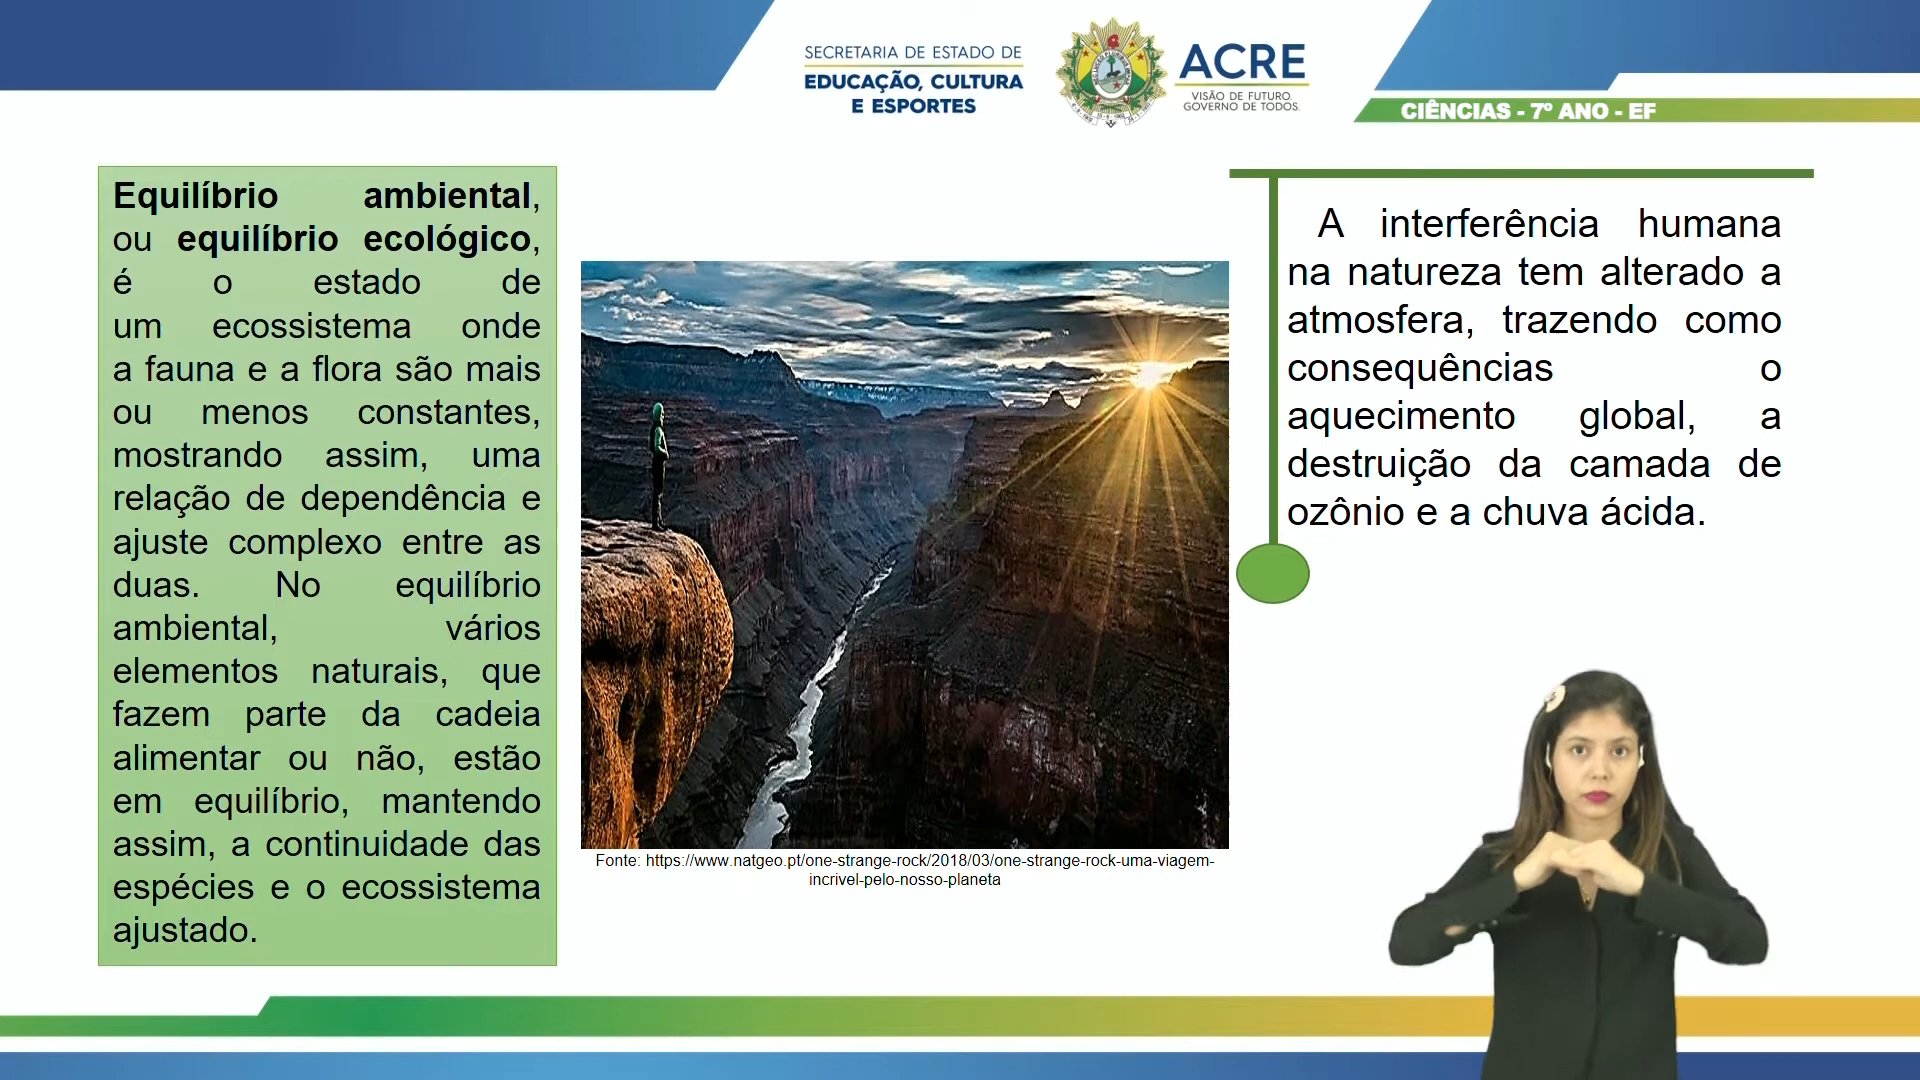 SECRETARIA DE ESTADO DE
EDUCAÇÃO, CULTURA
E ESPORTES
ACRE
VISÃO DE FUTURO.
GOVERNO DE TODOS.
CIÊNCIAS - 7º ANO - EF
Equilíbrio ambiental,
ou equilíbrio ecológico,
é o estado de
um ecossistema onde
a fauna e a flora são mais
ou menos constantes,
mostrando assim, uma
relação de dependência e
ajuste complexo entre as
duas. No equilíbrio
ambiental, vários
elementos naturais, que
fazem parte da cadeia
alimentar ou não, estão
em equilíbrio, mantendo
assim, a continuidade das
espécies e o ecossistema
ajustado.
Fonte: https://www.natgeo.pt/one-strange-rock/2018/03/one-strange-rock-uma-viagem-
incrivel-pelo-nosso-planeta
A interferência humana
na natureza tem alterado a
atmosfera, trazendo como
consequências o
aquecimento global, a
destruição da camada de
ozônio e a chuva ácida.